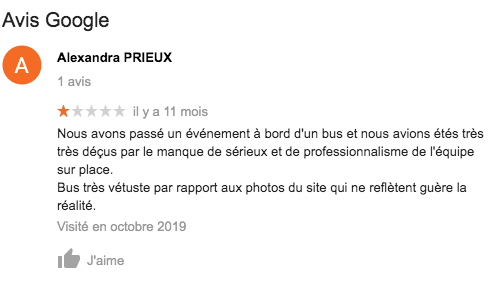 Avis Google
A
Alexandra PRIEUX
1 avis
il y a 11 mois
Nous avons passé un événement à bord d'un bus et nous avions étés très
très déçus par le manque de sérieux et de professionnalisme de l'équipe
sur place.
Bus très vétuste par rapport aux photos du site qui ne reflètent guère la
réalité.
Visité en octobre 2019
J'aime